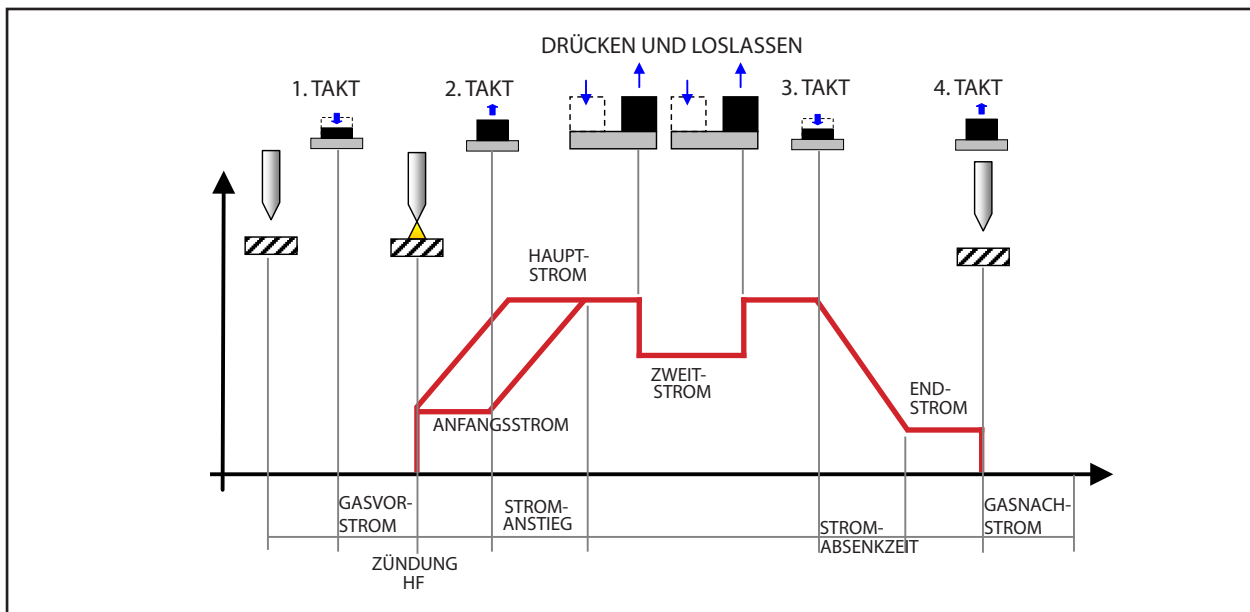 DRÜCKEN UND LOSLASSEN
1. TAKT
2. TAKT
3. TAKT
4. TAKT
HAUPT-
STROM
ZWEIT-
STROM
END-
STROM
ANFANGSSTROM
GASVOR-
STROM
STROM-
ANSTIEG
STROM-
ABSENKZEIT
GASNACH-
STROM
ZÜNDUNG
HF